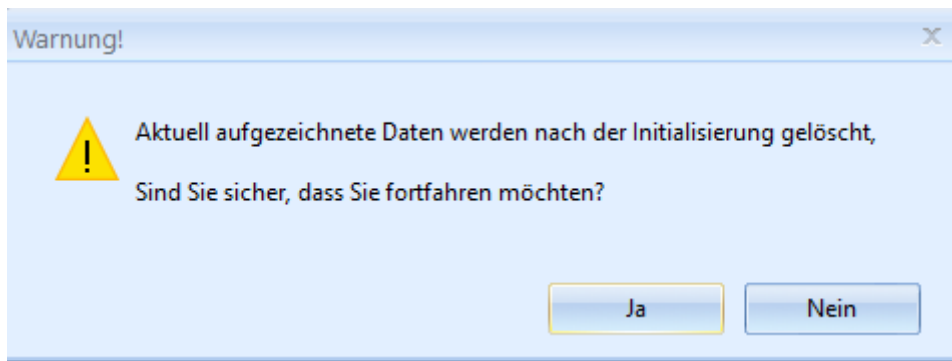 Warnung!
Aktuell aufgezeichnete Daten werden nach der Initialisierung gelöscht,
Sind Sie sicher, dass Sie fortfahren möchten?
Ja
Nein